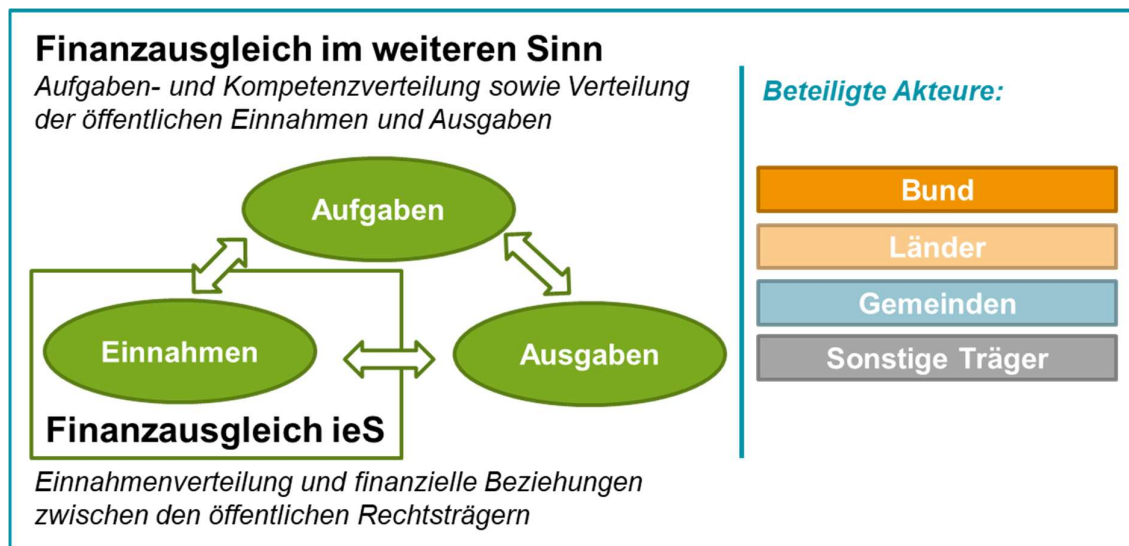 Finanzausgleich im weiteren Sinn
Aufgaben- und Kompetenzverteilung sowie Verteilung
der öffentlichen Einnahmen und Ausgaben
Aufgaben
Einnahmen
Ausgaben
Finanzausgleich ieS
Einnahmenverteilung und finanzielle Beziehungen
zwischen den öffentlichen Rechtsträgern
Beteiligte Akteure:
Bund
Länder
Gemeinden
Sonstige Träger